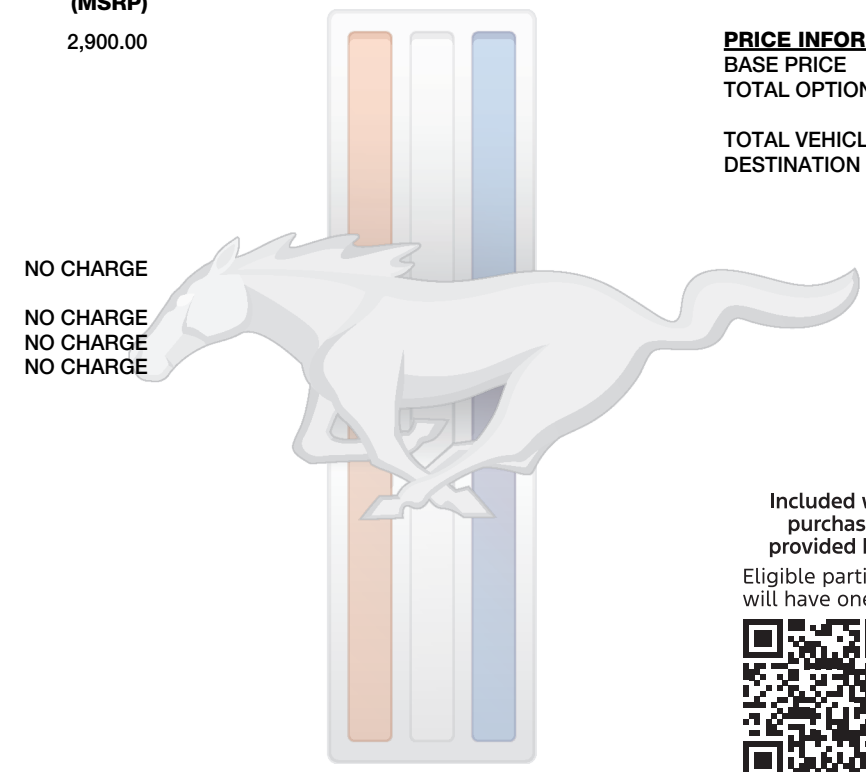 (MSRP)
2,900.00
NO CHARGE
NO CHARGE
NO CHARGE
NO CHARGE
PRICE INFOR
BASE PRICE
TOTAL OPTION
TOTAL VEHICL
DESTINATION
Included w
purchas
provided
Eligible parti
will have one